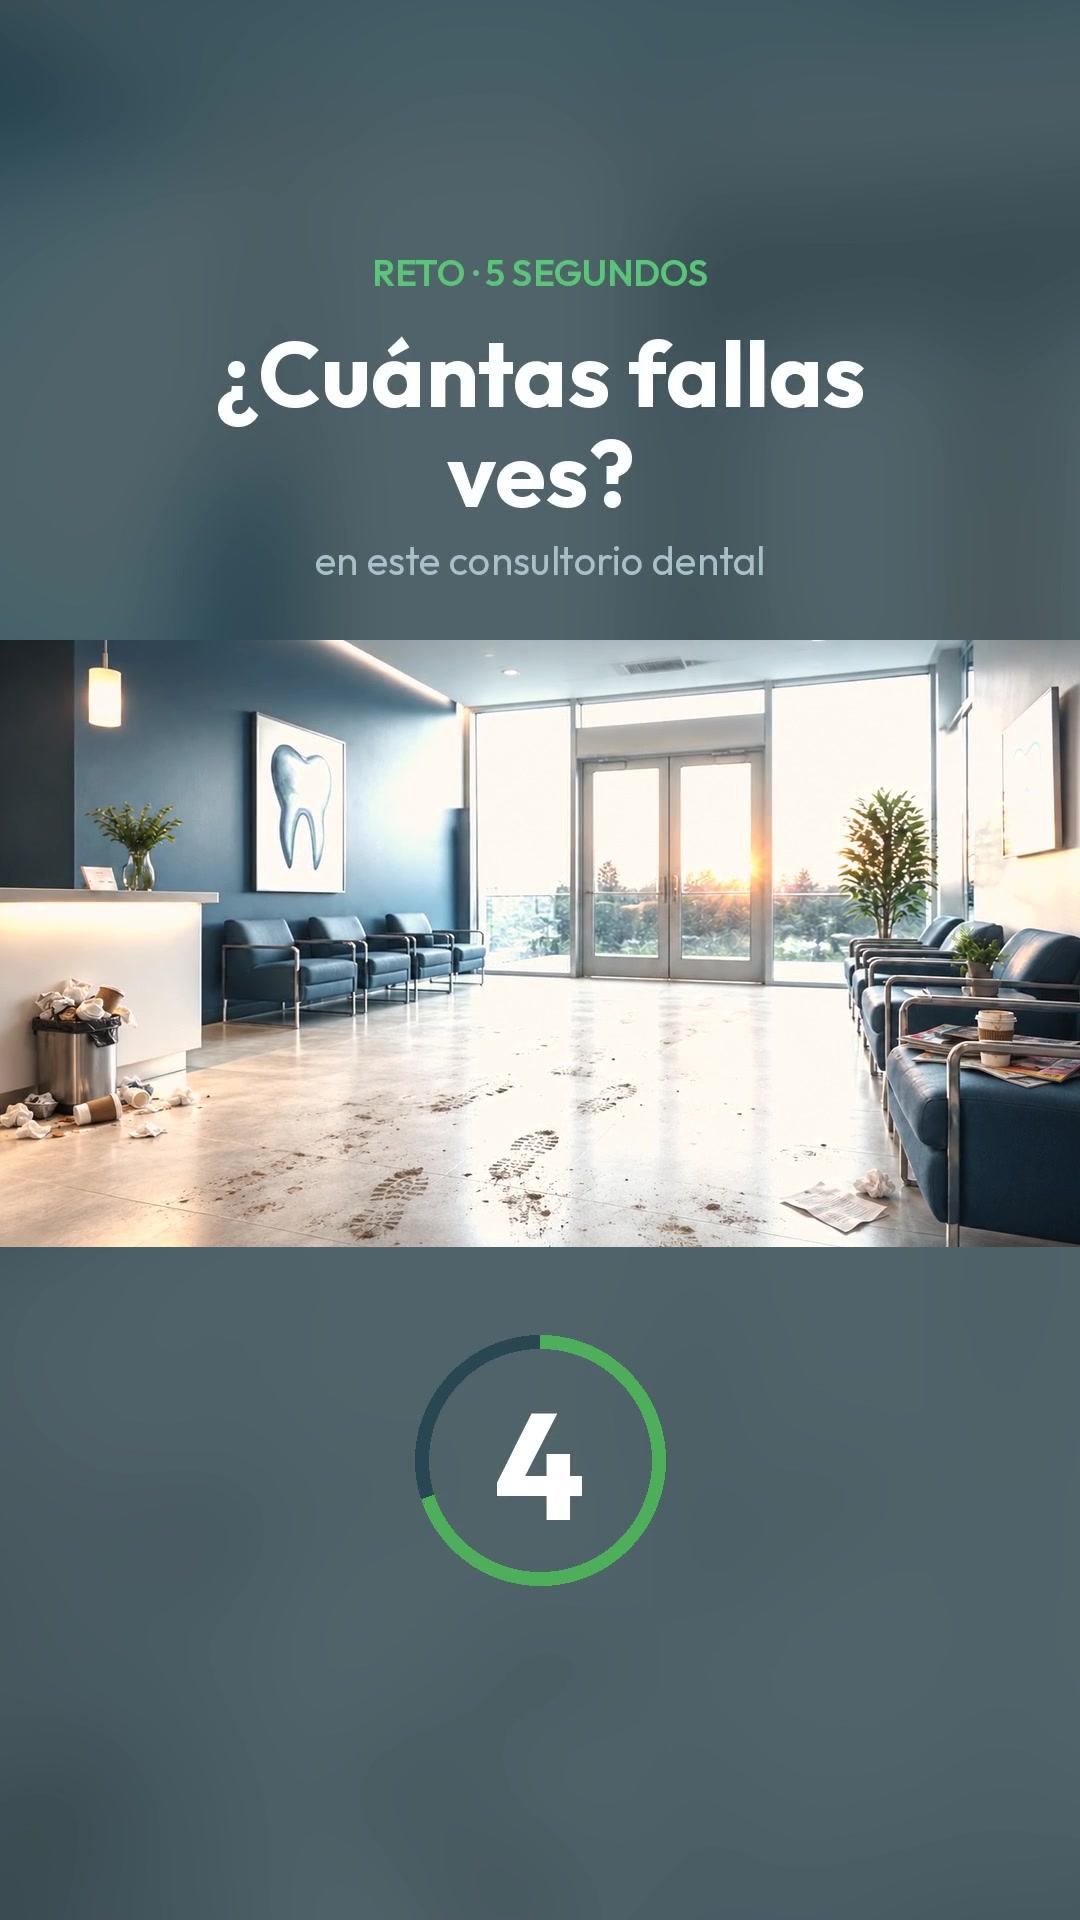 RETO · 5 SEGUNDOS
¿Cuántas fallas
ves?
en este consultorio dental
4